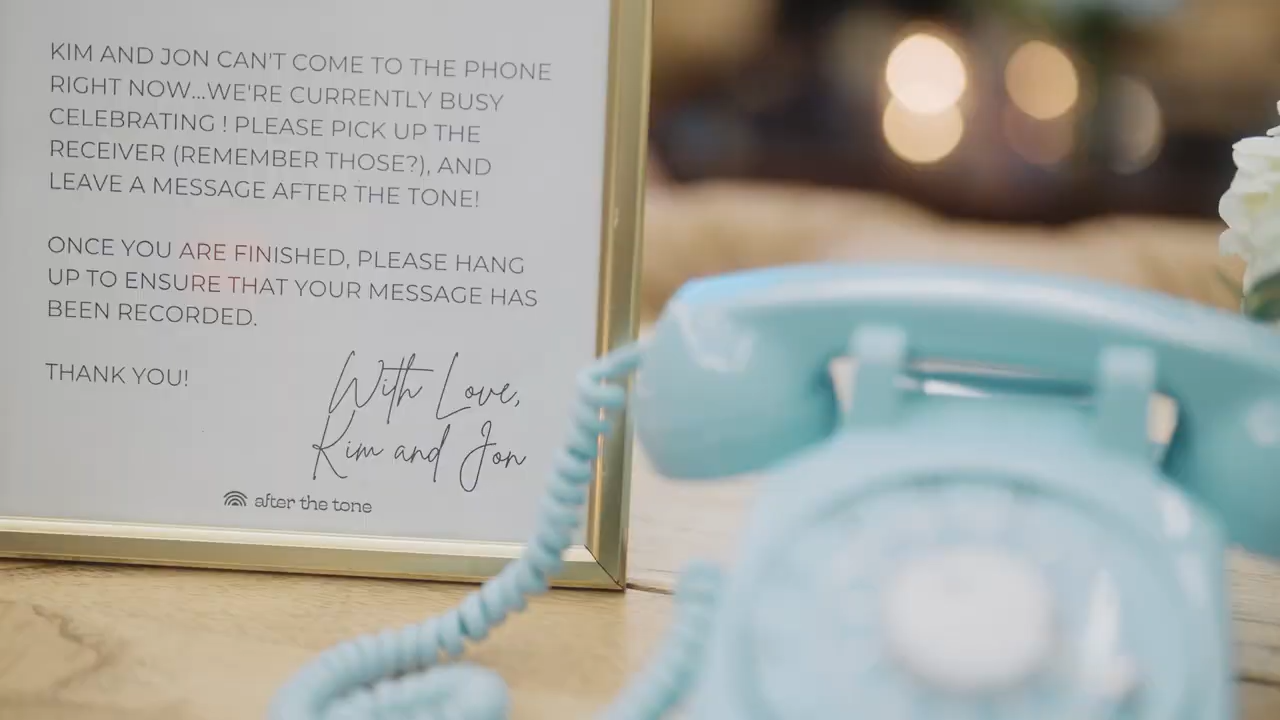 KIM AND JON CAN'T COME TO THE PHONE
RIGHT NOW...WE'RE CURRENTLY BUSY
CELEBRATING ! PLEASE PICK UP THE
RECEIVER (REMEMBER THOSE?), AND
LEAVE A MESSAGE AFTER THE TONE!
ONCE YOU ARE FINISHED, PLEASE HANG
UP TO ENSURE THAT YOUR MESSAGE HAS
BEEN RECORDED.
THANK YOU!
With Love,
Kim and Jon
after the tone